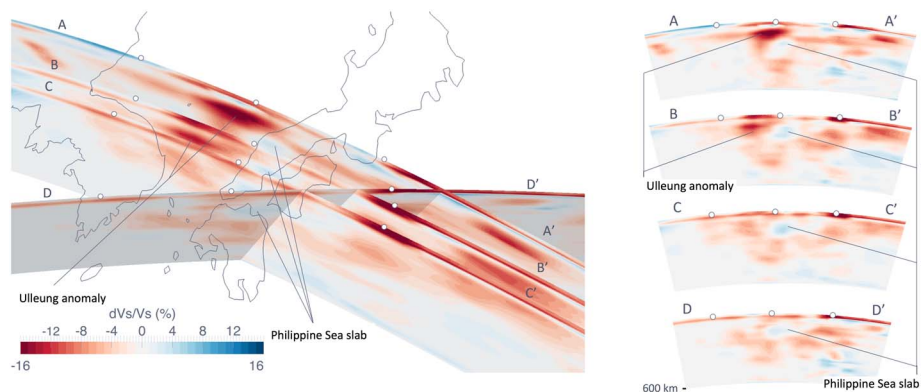 A
B
C
D
D'
A'
B'
C'
Ulleung anomaly
dVs/Vs (%)
-12 -8 -4 0 4 8 12
-16 16
Philippine Sea slab
A A'
B B'
Ulleung anomaly
C C'
D D'
Philippine Sea slab
600 km